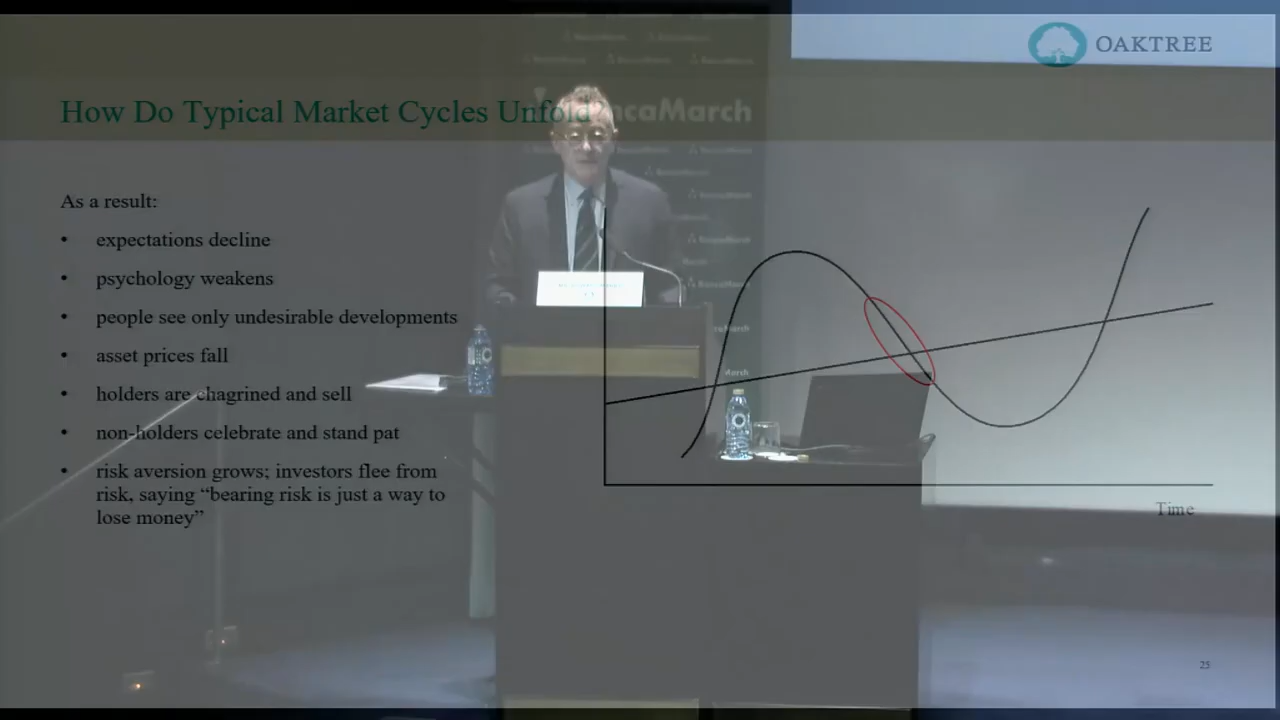 OAKTREE
How Do Typical Market Cycles Unfold
ncaMarch
As a result:
• expectations decline
• psychology weakens
• people see only undesirable developments
• asset prices fall
• holders are chagrined and sell
• non-holders celebrate and stand pat
• risk aversion grows; investors flee from
risk, saying “bearing risk is just a way to
lose money”
Time
25